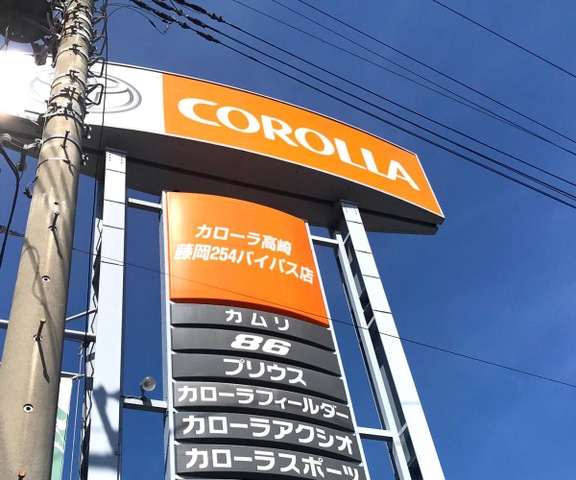 COROLLA
カローラ高崎
藤岡254バイパス店
カムリ
86
プリウス
カローラフィールダー
カローラアクシオ
カローラスポーツ